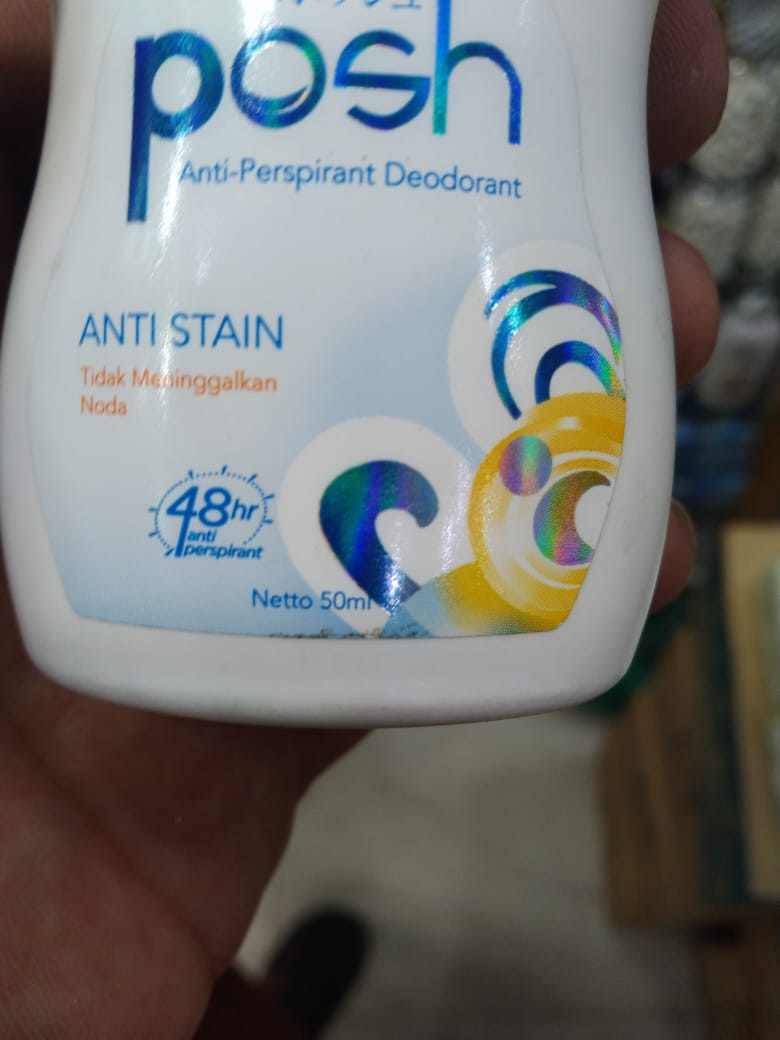 posh
Anti-Perspirant Deodorant
ANTI STAIN
Tidak Meninggalkan
Noda
48hr
anti
perspirant
Netto 50ml